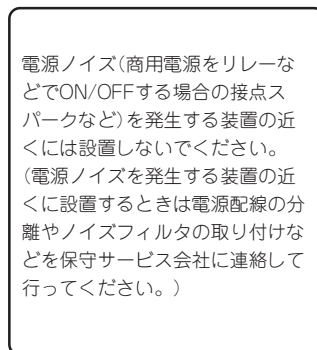 電源ノイズ(商用電源をリレーな
どでON/OFFする場合の接点ス
パークなど)を発生する装置の近
くには設置しないでください。
(電源ノイズを発生する装置の近
くに設置するときは電源配線の分
離やノイズフィルタの取り付けな
どを保守サービス会社に連絡して
行ってください。)